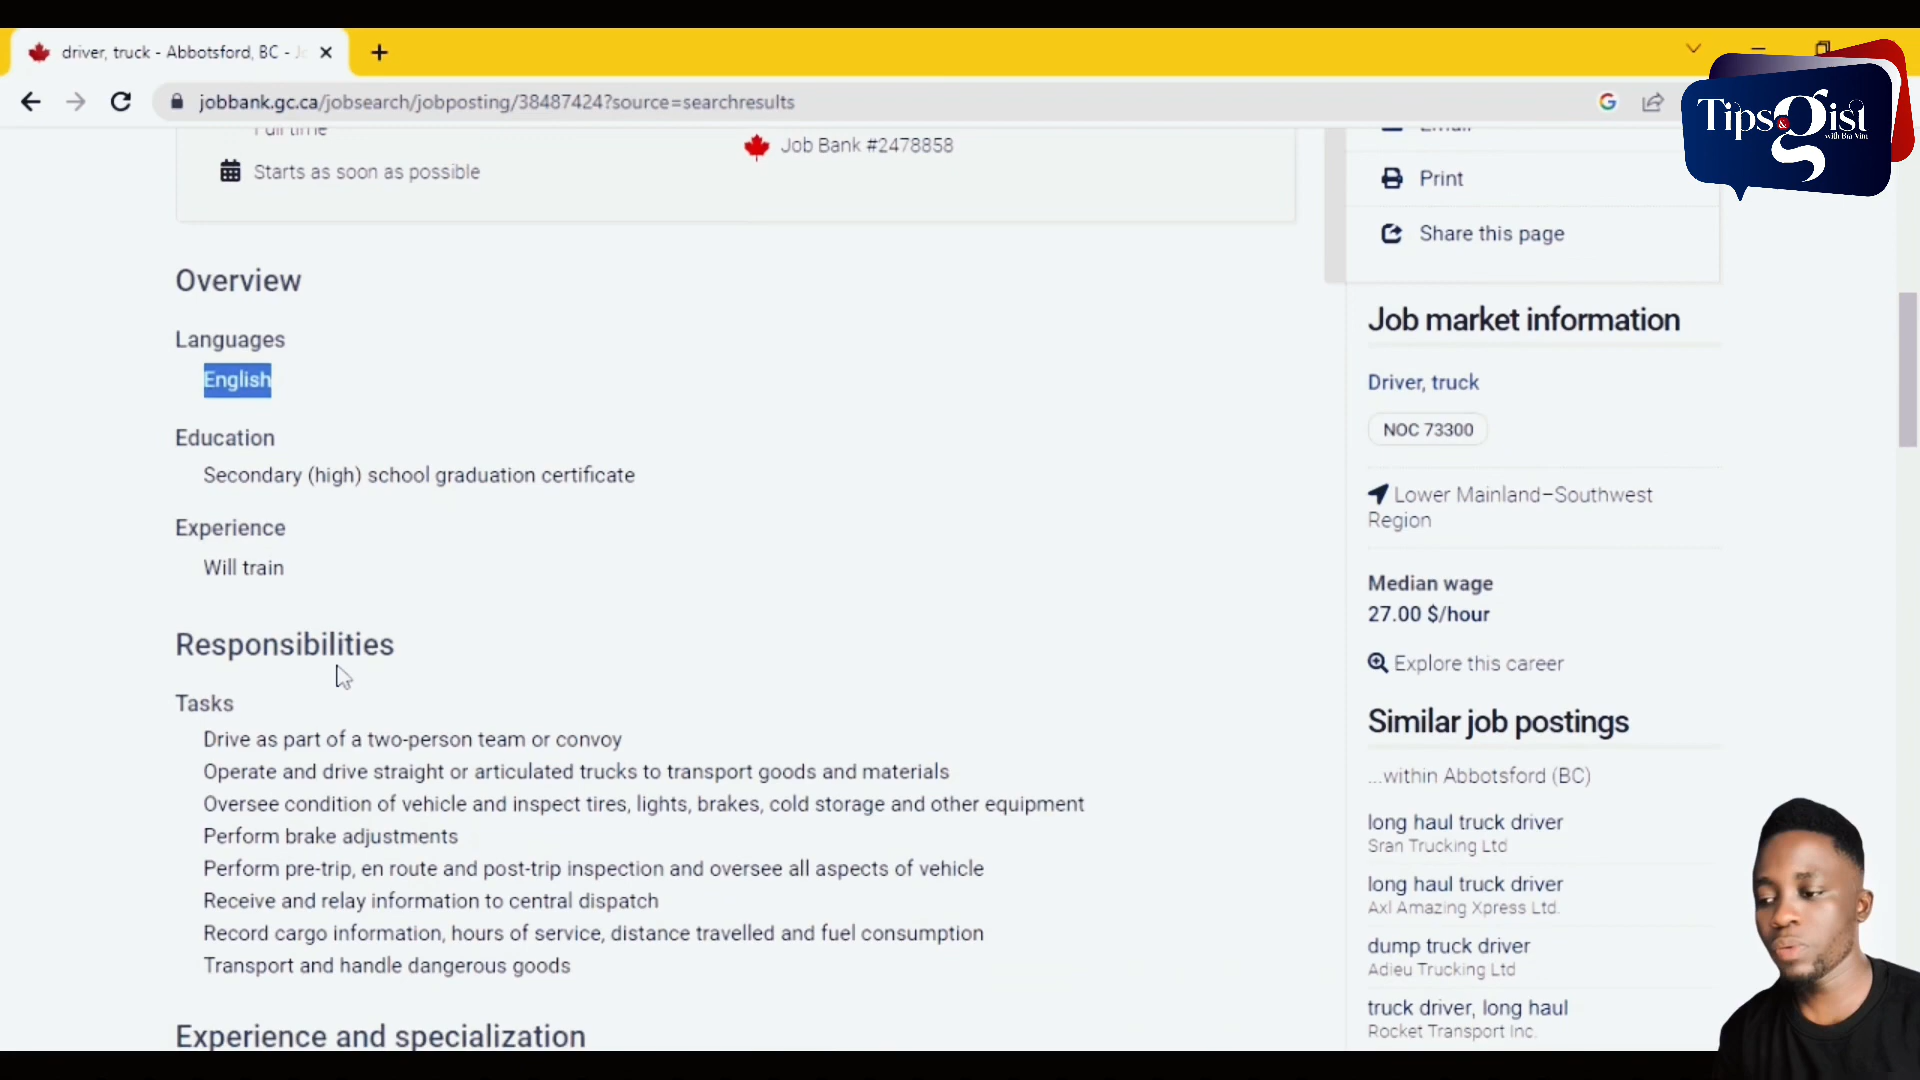 driver, truck - Abbotsford, BC - Jo
jobbank.gc.ca/jobsearch/jobposting/38487424?source=searchresults
Tips & Gist
with Bra Vini
Full time
Job Bank #2478858
Starts as soon as possible
Email
Print
Share this page
Overview
Languages
English
Education
Secondary (high) school graduation certificate
Experience
Will train
Responsibilities
Tasks
Drive as part of a two-person team or convoy
Operate and drive straight or articulated trucks to transport goods and materials
Oversee condition of vehicle and inspect tires, lights, brakes, cold storage and other equipment
Perform brake adjustments
Perform pre-trip, en route and post-trip inspection and oversee all aspects of vehicle
Receive and relay information to central dispatch
Record cargo information, hours of service, distance travelled and fuel consumption
Transport and handle dangerous goods
Experience and specialization
Job market information
Driver, truck
NOC 73300
Lower Mainland–Southwest
Region
Median wage
27.00 $/hour
Explore this career
Similar job postings
...within Abbotsford (BC)
long haul truck driver
Sran Trucking Ltd
long haul truck driver
Axl Amazing Xpress Ltd.
dump truck driver
Adieu Trucking Ltd
truck driver, long haul
Rocket Transport Inc.